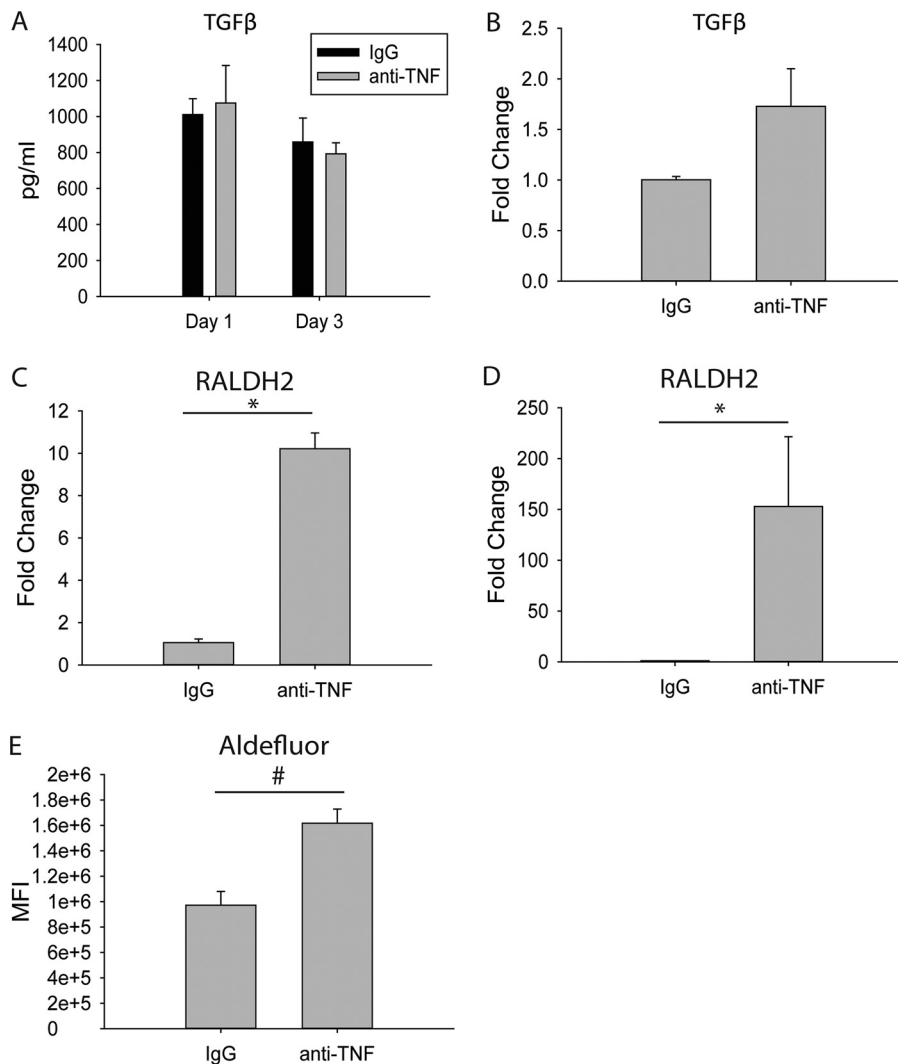 A
TGFβ
IgG
anti-TNF
1400
1200
1000
800
600
400
200
0
pg/ml
Day 1
Day 3
B
TGFβ
2.5
2.0
1.5
1.0
0.5
0.0
Fold Change
IgG
anti-TNF
C
RALDH2
*
12
10
8
6
4
2
0
Fold Change
IgG
anti-TNF
D
RALDH2
*
250
200
150
100
50
0
Fold Change
IgG
anti-TNF
E
Aldefluor
#
2e+6
1.8e+6
1.6e+6
1.4e+6
1.2e+6
1e+6
8e+5
6e+5
4e+5
2e+5
0
MFI
IgG
anti-TNF